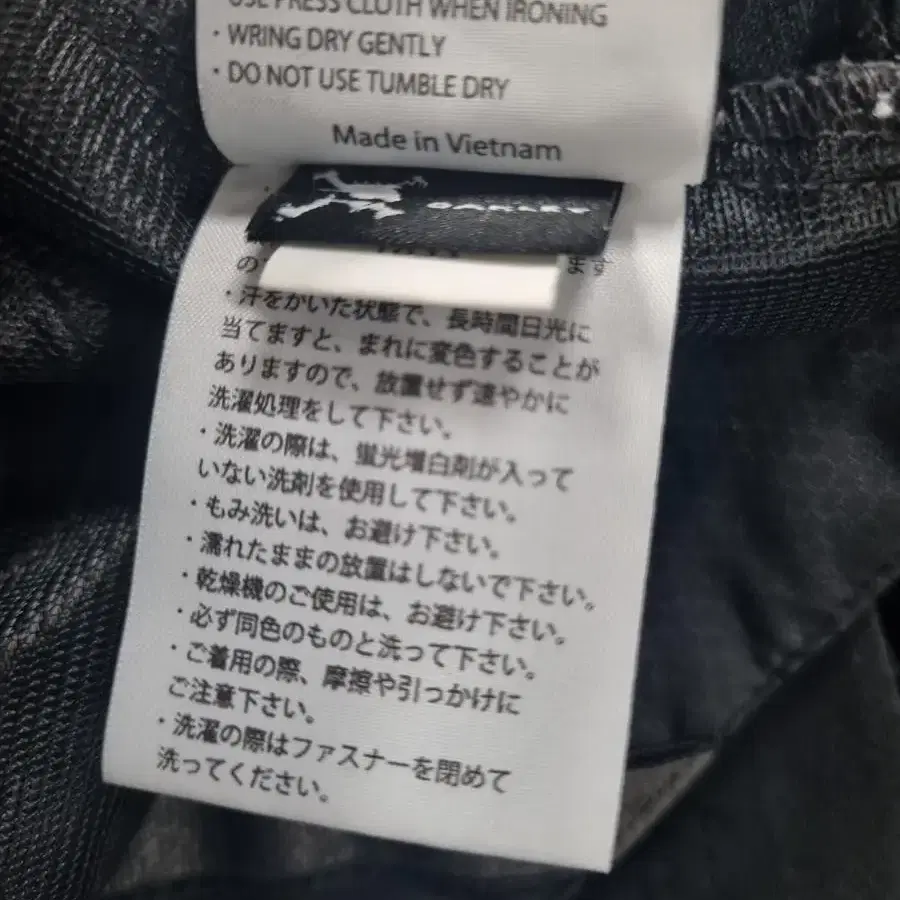 USE PRESS CLOTH WHEN IRONING
・WRING DRY GENTLY
・DO NOT USE TUMBLE DRY
Made in Vietnam
OAKLEY
の
ます
・汗をかいた状態で、長時間日光に
当てますと、まれに変色することが
ありますので、放置せず速やかに
洗濯処理をして下さい。
・洗濯の際は、蛍光増白剤が入って
いない洗剤を使用して下さい。
・もみ洗いは、お避け下さい。
・濡れたままの放置はしないで下さい。
・乾燥機のご使用は、お避け下さい。
・必ず同色のものと洗って下さい。
・ご着用の際、摩擦や引っかけに
ご注意下さい。
・洗濯の際はファスナーを閉めて
洗ってください。